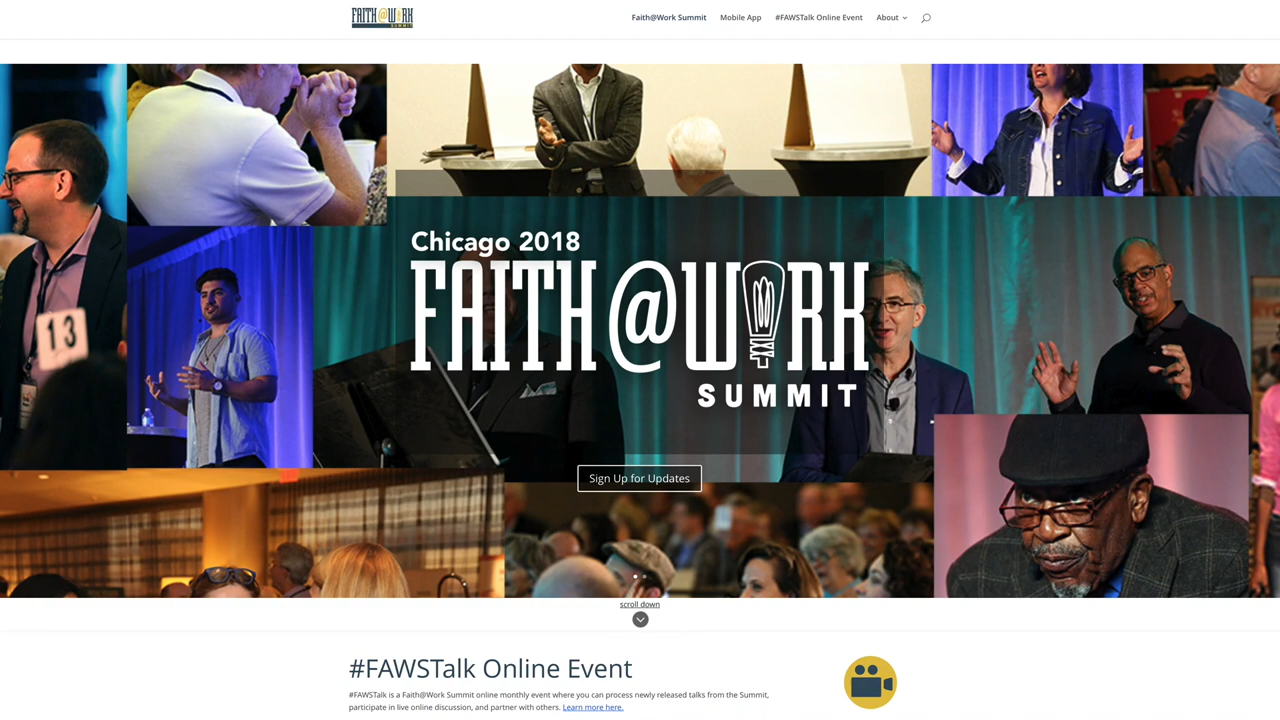 FAITH@WORK
SUMMIT
Faith@Work Summit
Mobile App
#FAWSTalk Online Event
About
13
Chicago 2018
FAITH@WORK
SUMMIT
Sign Up for Updates
scroll down
#FAWSTalk Online Event
#FAWSTalk is a Faith@Work Summit online monthly event where you can process newly released talks from the Summit,
participate in live online discussion, and partner with others. Learn more here.